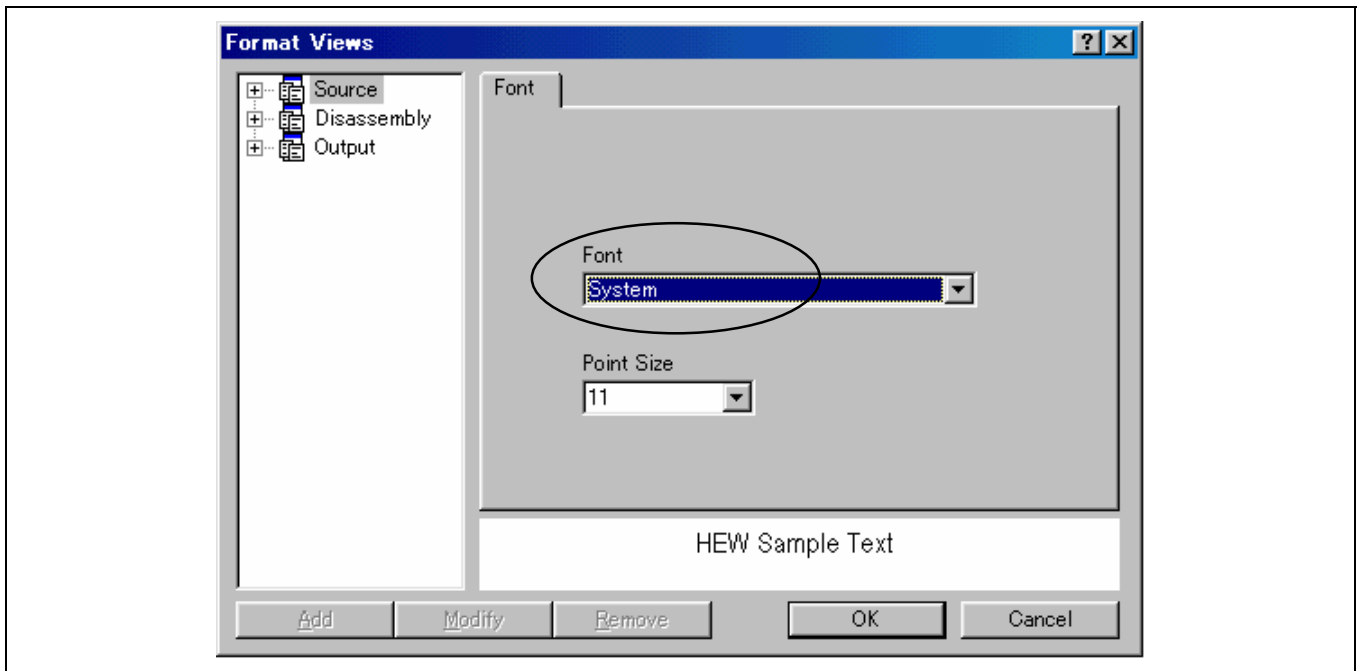 Format Views
Source
Disassembly
Output
Font
Font
System
Point Size
11
HEW Sample Text
Add Modify Remove OK Cancel